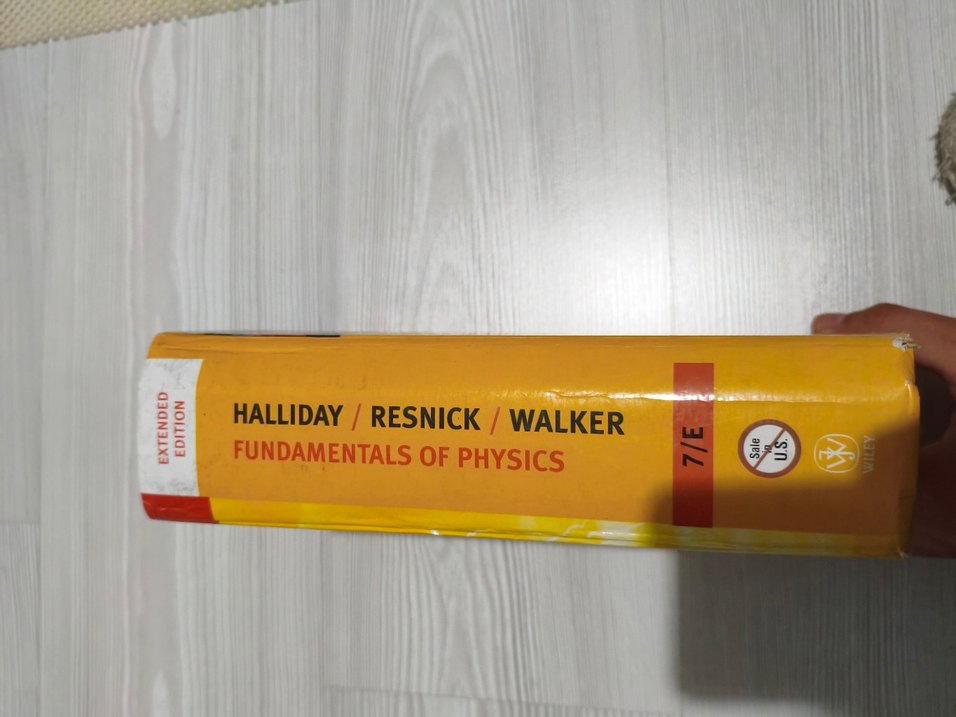 EXTENDED
EDITION
HALLIDAY / RESNICK / WALKER
FUNDAMENTALS OF PHYSICS
7/E
Sale
in
U.S.
WILEY